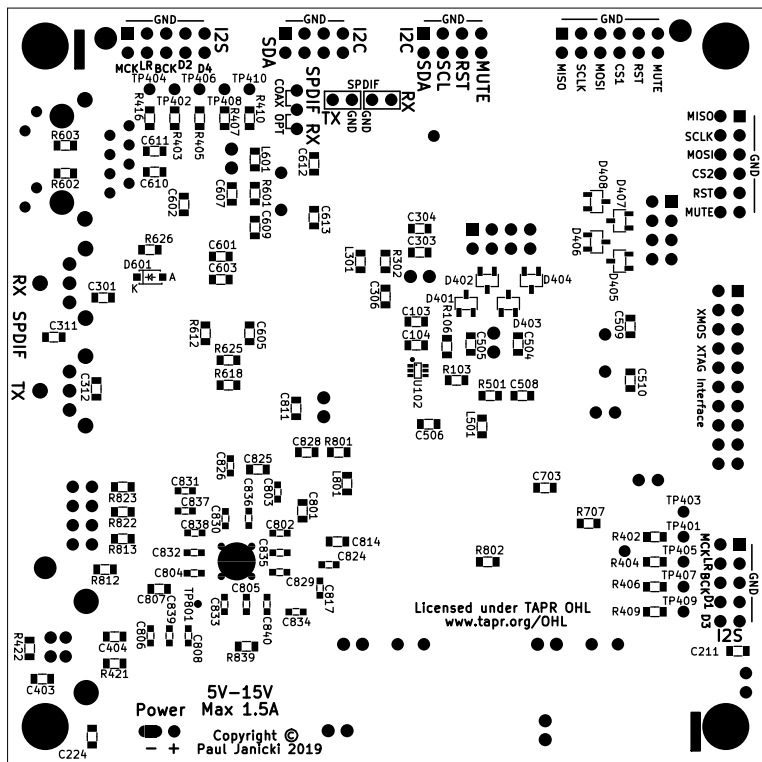 GND
GND
GND
GND
I2S
SDA
I2C
I2C
SDA
SCL
RST
MUTE
MISO
SCLK
MOSI
CS1
RST
MUTE
MCK
LR
BCK
D2
D4
TP404
TP406
TP410
TP402
TP408
R416
R403
R405
R407
R410
COAX
OPT
SPDIF RX
SPDIF
TX
GND
GND
RX
MISO
SCLK
MOSI
CS2
RST
MUTE
GND
R603
C611
C610
R602
C602
C607
L601
R601
C609
C612
C613
D408
D407
D406
D405
C304
C303
R626
D601
K
A
C601
C603
L301
R302
C306
D402
D404
D401
D403
RX
SPDIF
TX
C301
C311
C312
R612
C605
R625
R618
C103
C104
R106
C505
C504
U102
R103
R501
C508
C509
C510
XMOS XTAG Interface
C811
C506
L501
C828
R801
C826
C825
L801
C831
C803
R823
C837
C830
C836
C801
C703
R822
C838
C802
R707
TP403
R813
C832
C835
C814
R402
TP401
C804
C824
R802
R404
TP405
R812
C829
C817
R406
TP407
C807
TP801
C833
C805
C840
C834
R409
TP409
MCK
LR
BCK
D1
D3
GND
I2S
Licensed under TAPR OHL
www.tapr.org/OHL
R422
C404
C806
C839
C808
R839
C211
R421
C403
5V-15V
Power Max 1.5A
C224
- +
Copyright ©
Paul Janicki 2019